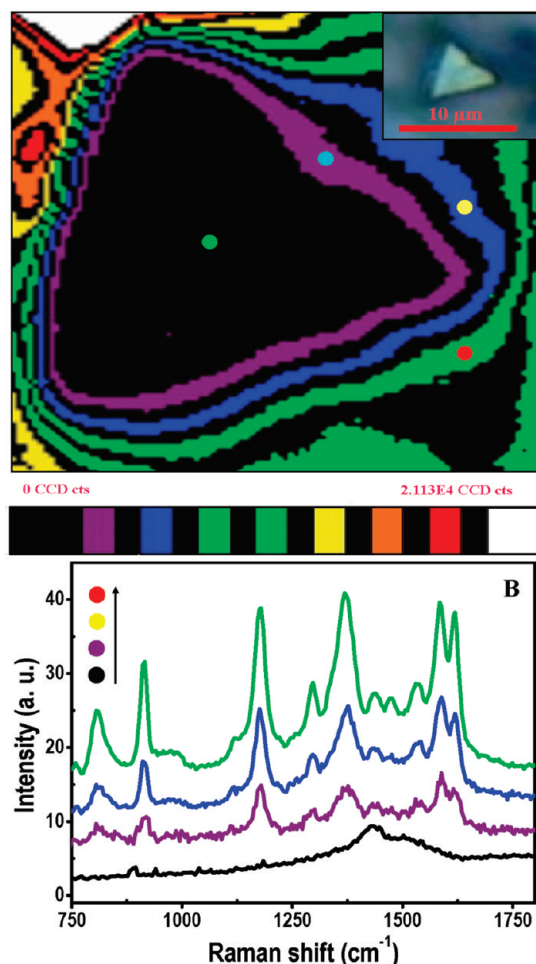 10 µm
0 CCD cts 2.113E4 CCD cts
B
40
30
20
10
0
Intensity (a. u.)
750 1000 1250 1500 1750
Raman shift (cm⁻¹)